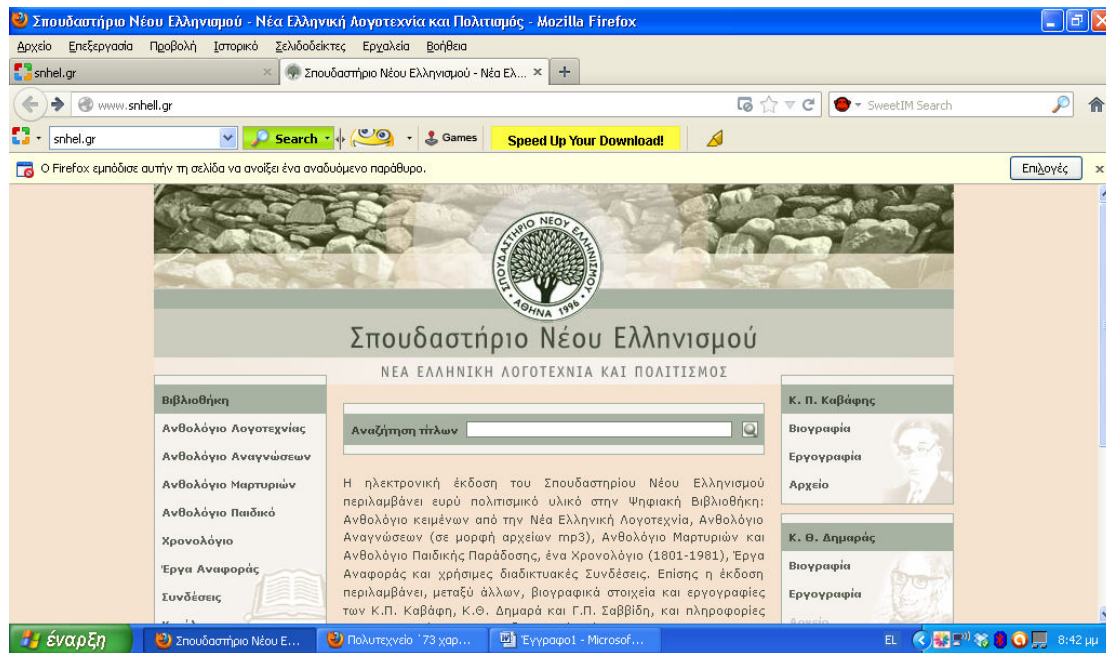 Σπουδαστήριο Νέου Ελληνισμού - Νέα Ελληνική Λογοτεχνία και Πολιτισμός - Mozilla Firefox
Αρχείο Επεξεργασία Προβολή Ιστορικό Σελιδοδείκτες Εργαλεία Βοήθεια
snhel.gr
Σπουδαστήριο Νέου Ελληνισμού - Νέα Ελ...
www.snhell.gr
SweetIM Search
snhel.gr Search Games Speed Up Your Download!
Ο Firefox εμπόδισε αυτήν τη σελίδα να ανοίξει ένα αναδυόμενο παράθυρο. Επιλογές
ΣΠΟΥΔΑΣΤΗΡΙΟ ΝΕΟΥ ΕΛΛΗΝΙΣΜΟΥ
ΑΘΗΝΑ 1996
Σπουδαστήριο Νέου Ελληνισμού
ΝΕΑ ΕΛΛΗΝΙΚΗ ΛΟΓΟΤΕΧΝΙΑ ΚΑΙ ΠΟΛΙΤΙΣΜΟΣ
Βιβλιοθήκη
Ανθολόγιο Λογοτεχνίας
Ανθολόγιο Αναγνώσεων
Ανθολόγιο Μαρτυριών
Ανθολόγιο Παιδικό
Χρονολόγιο
Έργα Αναφοράς
Συνδέσεις
Αναζήτηση τίτλων
Η ηλεκτρονική έκδοση του Σπουδαστηρίου Νέου Ελληνισμού
περιλαμβάνει ευρύ πολιτισμικό υλικό στην Ψηφιακή Βιβλιοθήκη:
Ανθολόγιο κειμένων από την Νέα Ελληνική Λογοτεχνία, Ανθολόγιο
Αναγνώσεων (σε μορφή αρχείων mp3), Ανθολόγιο Μαρτυριών και
Ανθολόγιο Παιδικής Παράδοσης, ένα Χρονολόγιο (1801-1981), Έργα
Αναφοράς και χρήσιμες διαδικτυακές Συνδέσεις. Επίσης η έκδοση
περιλαμβάνει, μεταξύ άλλων, βιογραφικά στοιχεία και εργογραφίες
των Κ.Π. Καβάφη, Κ.Θ. Δημαρά και Γ.Π. Σαββίδη, και πληροφορίες
Κ. Π. Καβάφης
Βιογραφία
Εργογραφία
Αρχείο
Κ. Θ. Δημαράς
Βιογραφία
Εργογραφία
Αρχείο
έναρξη
Σπουδαστήριο Νέου Ε...
Πολυτεχνείο ΄73 χαρ...
Έγγραφο1 - Microsof...
EL
8:42 μμ